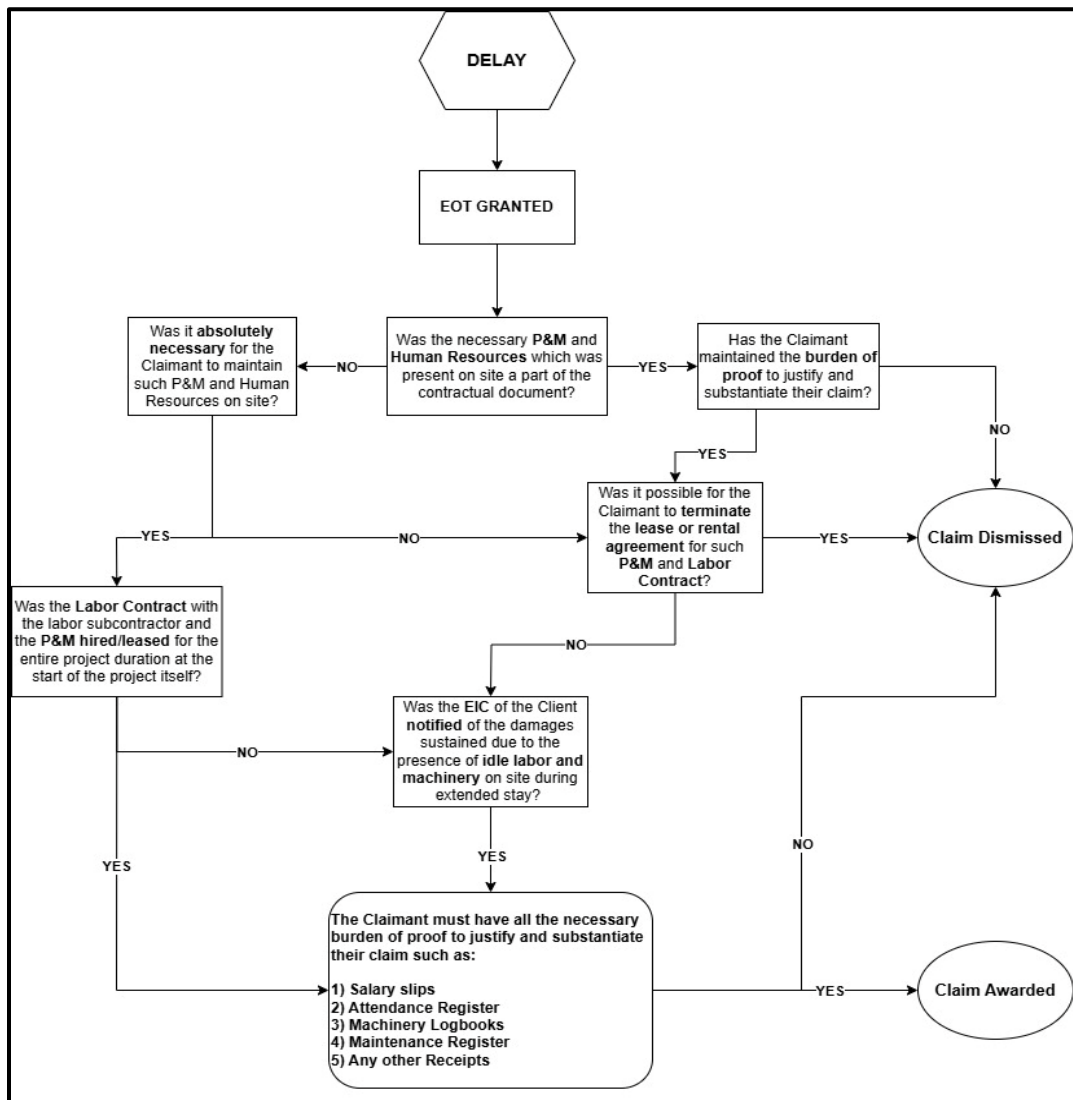 DELAY
EOT GRANTED
Was it absolutely
necessary for the
Claimant to maintain
such P&M and Human
Resources on site?
NO
Was the necessary P&M and
Human Resources which was
present on site a part of the
contractual document?
YES
Has the Claimant
maintained the burden of
proof to justify and
substantiate their claim?
NO
YES
Was it possible for the
Claimant to terminate
the lease or rental
agreement for such
P&M and Labor
Contract?
YES
Claim Dismissed
YES
NO
Was the Labor Contract with
the labor subcontractor and
the P&M hired/leased for the
entire project duration at the
start of the project itself?
NO
Was the EIC of the Client
notified of the damages
sustained due to the
presence of idle labor and
machinery on site during
extended stay?
NO
YES
YES
NO
The Claimant must have all the necessary
burden of proof to justify and substantiate
their claim such as:
1) Salary slips
2) Attendance Register
3) Machinery Logbooks
4) Maintenance Register
5) Any other Receipts
YES
Claim Awarded